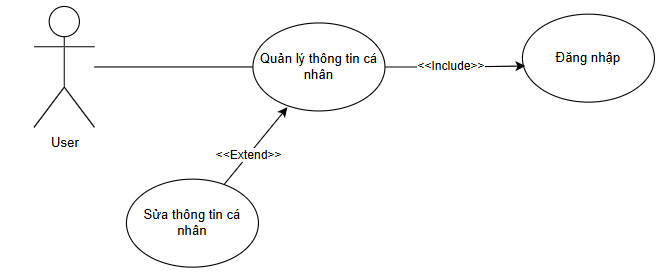 Quản lý thông tin cá
nhân
<<Include>>
Đăng nhập
User
<<Extend>>
Sửa thông tin cá
nhân